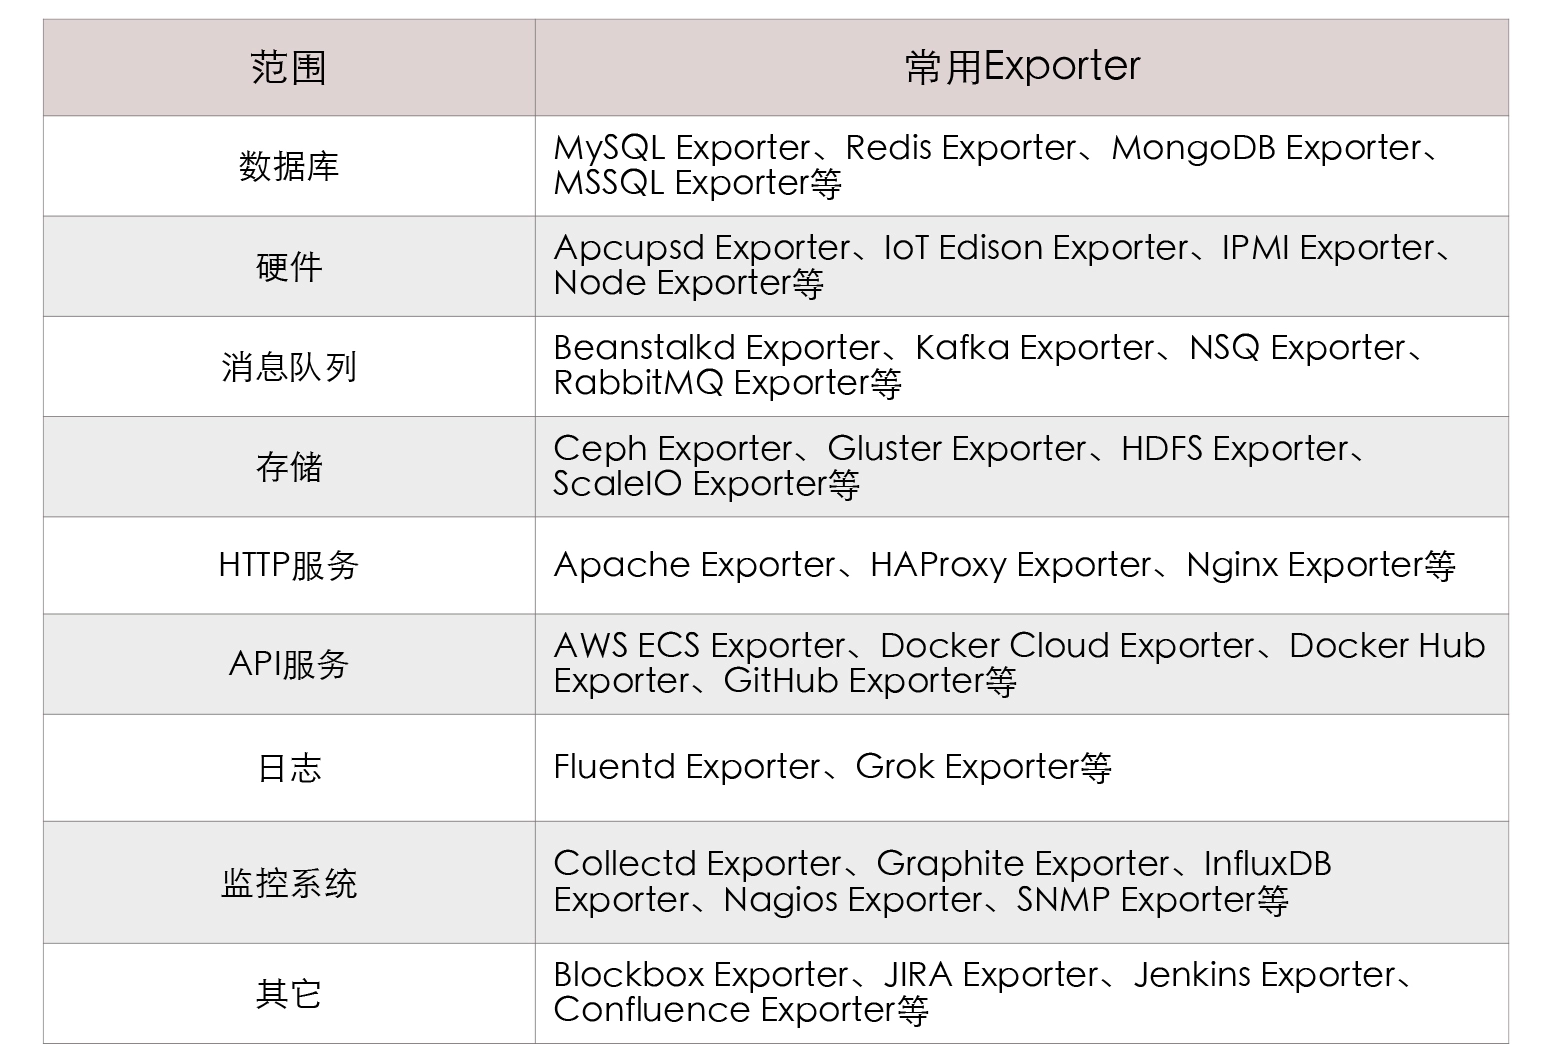 范围
常用Exporter
数据库
MySQL Exporter、Redis Exporter、MongoDB Exporter、
MSSQL Exporter等
硬件
Apcupsd Exporter、IoT Edison Exporter、IPMI Exporter、
Node Exporter等
消息队列
Beanstalkd Exporter、Kafka Exporter、NSQ Exporter、
RabbitMQ Exporter等
存储
Ceph Exporter、Gluster Exporter、HDFS Exporter、
ScaleIO Exporter等
HTTP服务
Apache Exporter、HAProxy Exporter、Nginx Exporter等
API服务
AWS ECS Exporter、Docker Cloud Exporter、Docker Hub
Exporter、GitHub Exporter等
日志
Fluentd Exporter、Grok Exporter等
监控系统
Collectd Exporter、Graphite Exporter、InfluxDB
Exporter、Nagios Exporter、SNMP Exporter等
其它
Blockbox Exporter、JIRA Exporter、Jenkins Exporter、
Confluence Exporter等